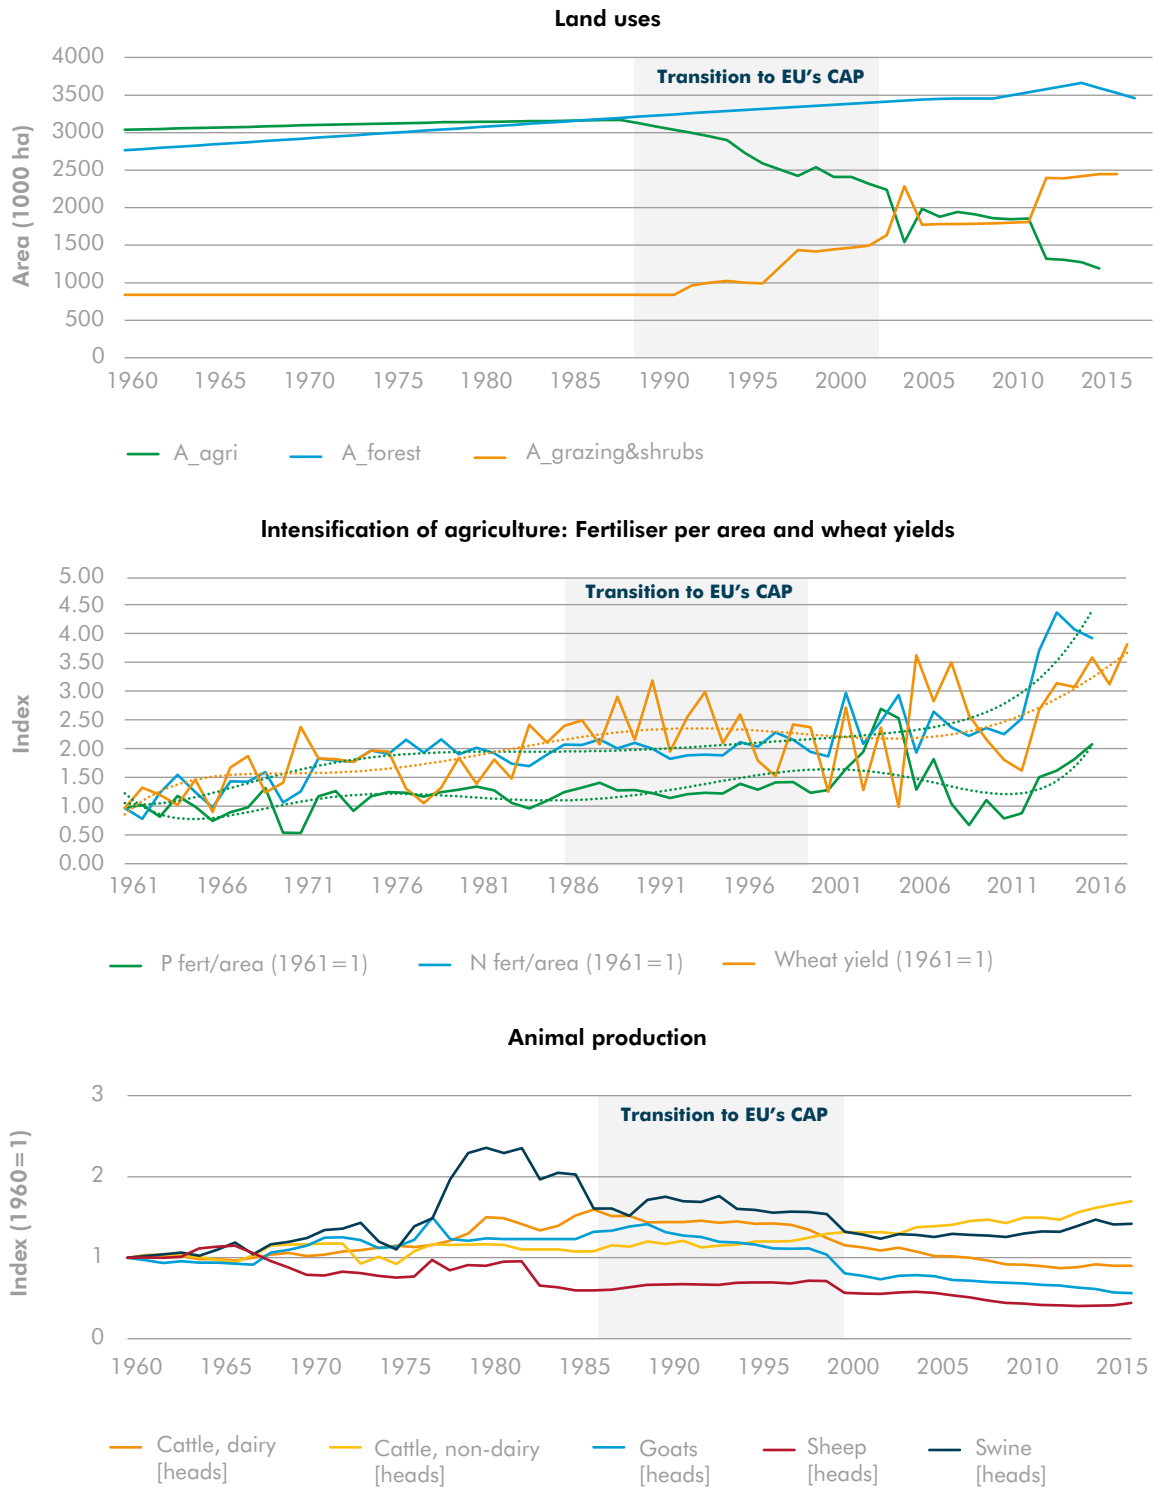 Land uses
4000
3500
3000
2500
2000
1500
1000
500
0
Area (1000 ha)
Transition to EU's CAP
1960 1965 1970 1975 1980 1985 1990 1995 2000 2005 2010 2015
A_agri A_forest A_grazing&shrubs
Intensification of agriculture: Fertiliser per area and wheat yields
5.00
4.50
4.00
3.50
3.00
2.50
2.00
1.50
1.00
0.50
0.00
Index
Transition to EU's CAP
1961 1966 1971 1976 1981 1986 1991 1996 2001 2006 2011 2016
P fert/area (1961=1) N fert/area (1961=1) Wheat yield (1961=1)
Animal production
3
2
1
0
Index (1960=1)
Transition to EU's CAP
1960 1965 1970 1975 1980 1985 1990 1995 2000 2005 2010 2015
Cattle, dairy
[heads]
Cattle, non-dairy
[heads]
Goats
[heads]
Sheep
[heads]
Swine
[heads]